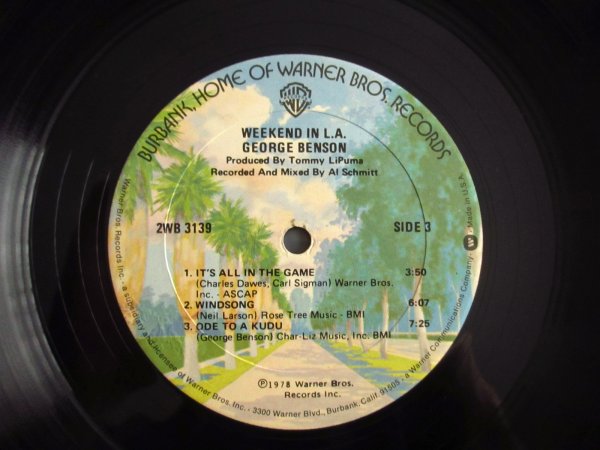 BURBANK, HOME OF WARNER BROS. RECORDS
WEEKEND IN L.A.
GEORGE BENSON
Produced By Tommy LiPuma
Recorded And Mixed By Al Schmitt
2WB 3139
SIDE 3
1. IT'S ALL IN THE GAME 3:50
(Charles Dawes, Carl Sigman) Warner Bros.
Inc. - ASCAP
2. WINDSONG 6:07
(Neil Larson) Rose Tree Music - BMI
3. ODE TO A KUDU 7:25
(George Benson) Char-Liz Music, Inc. BMI
℗1978 Warner Bros.
Records Inc.
Warner Bros. Records Inc. - a subsidiary and licensee of Warner Bros. Inc. - 3300 Warner Blvd., Burbank, Calif. 91505 - a Warner Communications Company - Made in U.S.A.